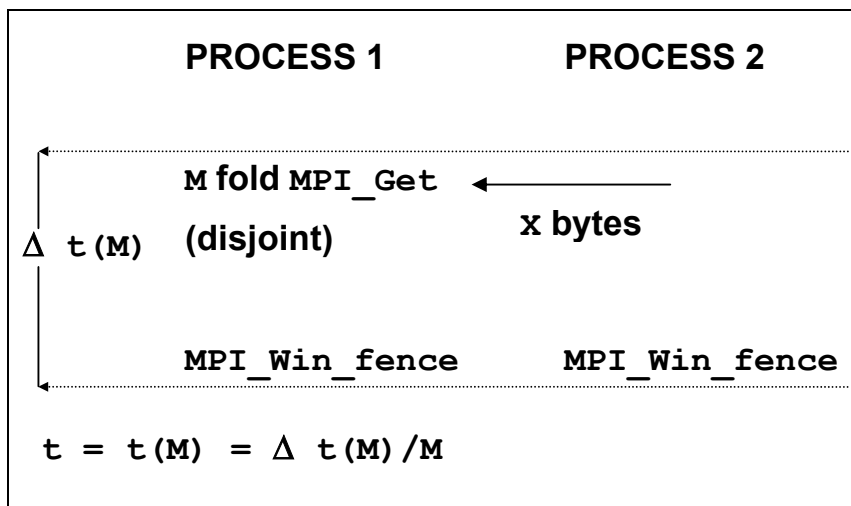 PROCESS 1 PROCESS 2
M fold MPI_Get
x bytes
(disjoint)
Δ t(M)
MPI_Win_fence MPI_Win_fence
t = t(M) = Δ t(M)/M